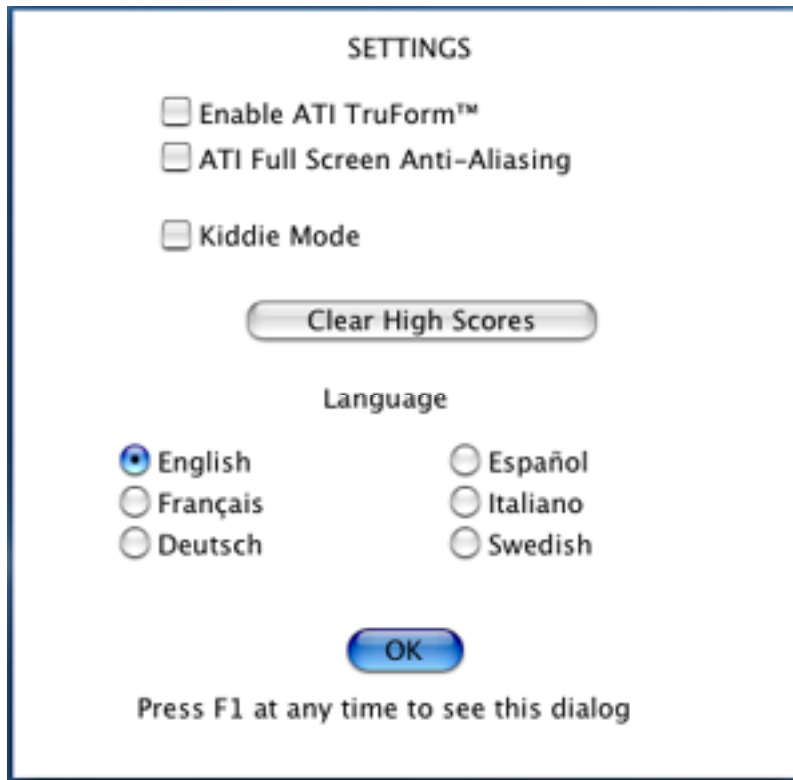 SETTINGS
Enable ATI TruForm™
ATI Full Screen Anti-Aliasing
Kiddie Mode
Clear High Scores
Language
English Español
Français Italiano
Deutsch Swedish
OK
Press F1 at any time to see this dialog